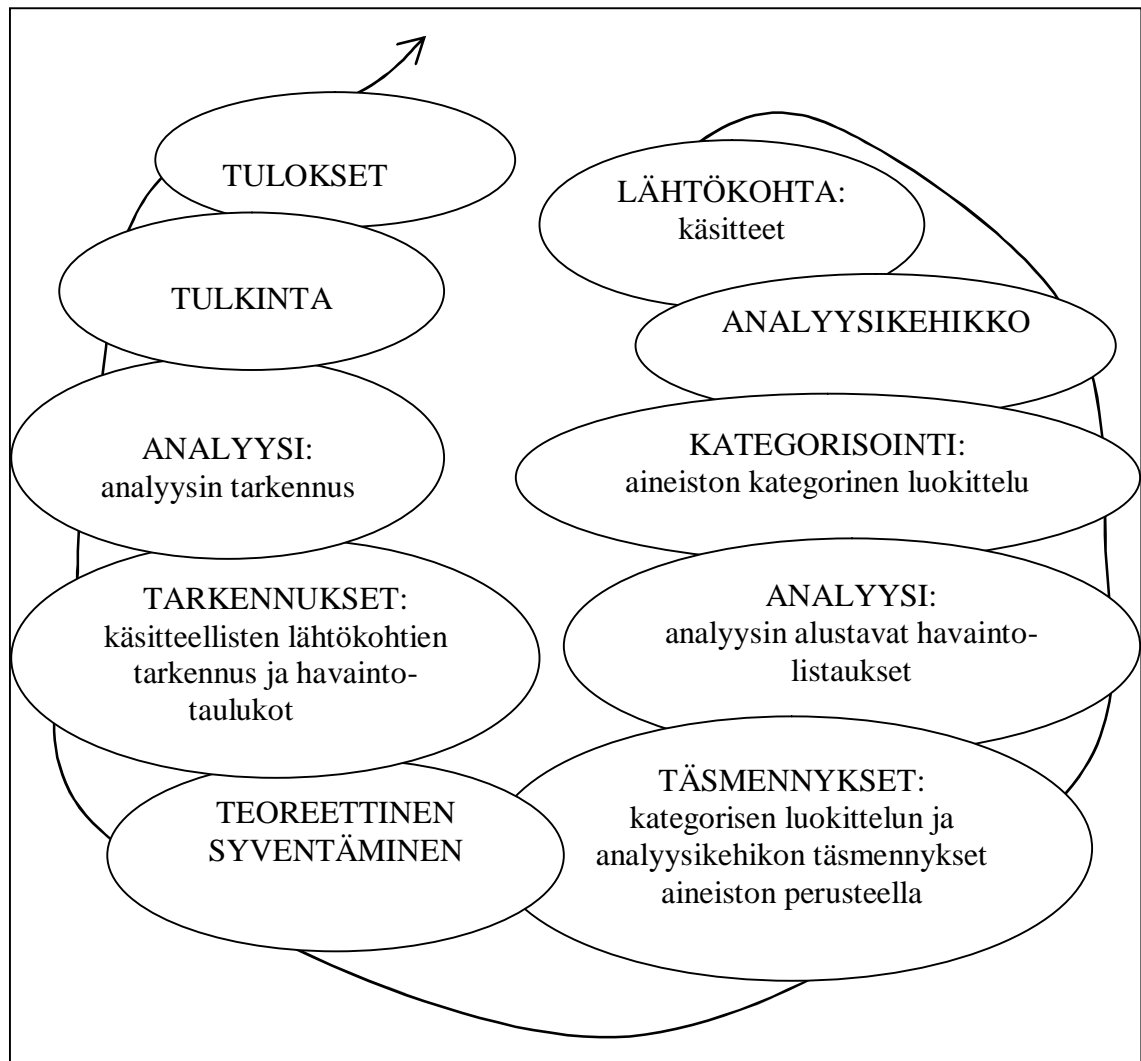 LÄHTÖKOHTA:
käsitteet
ANALYYSIKEHIKKO
KATEGORISOINTI:
aineiston kategorinen luokittelu
ANALYYSI:
analyysin alustavat havainto-
listaukset
TÄSMENNYKSET:
kategorisen luokittelun ja
analyysikehikon täsmennykset
aineiston perusteella
TEOREETTINEN
SYVENTÄMINEN
TARKENNUKSET:
käsitteellisten lähtökohtien
tarkennus ja havainto-
taulukot
ANALYYSI:
analyysin tarkennus
TULKINTA
TULOKSET